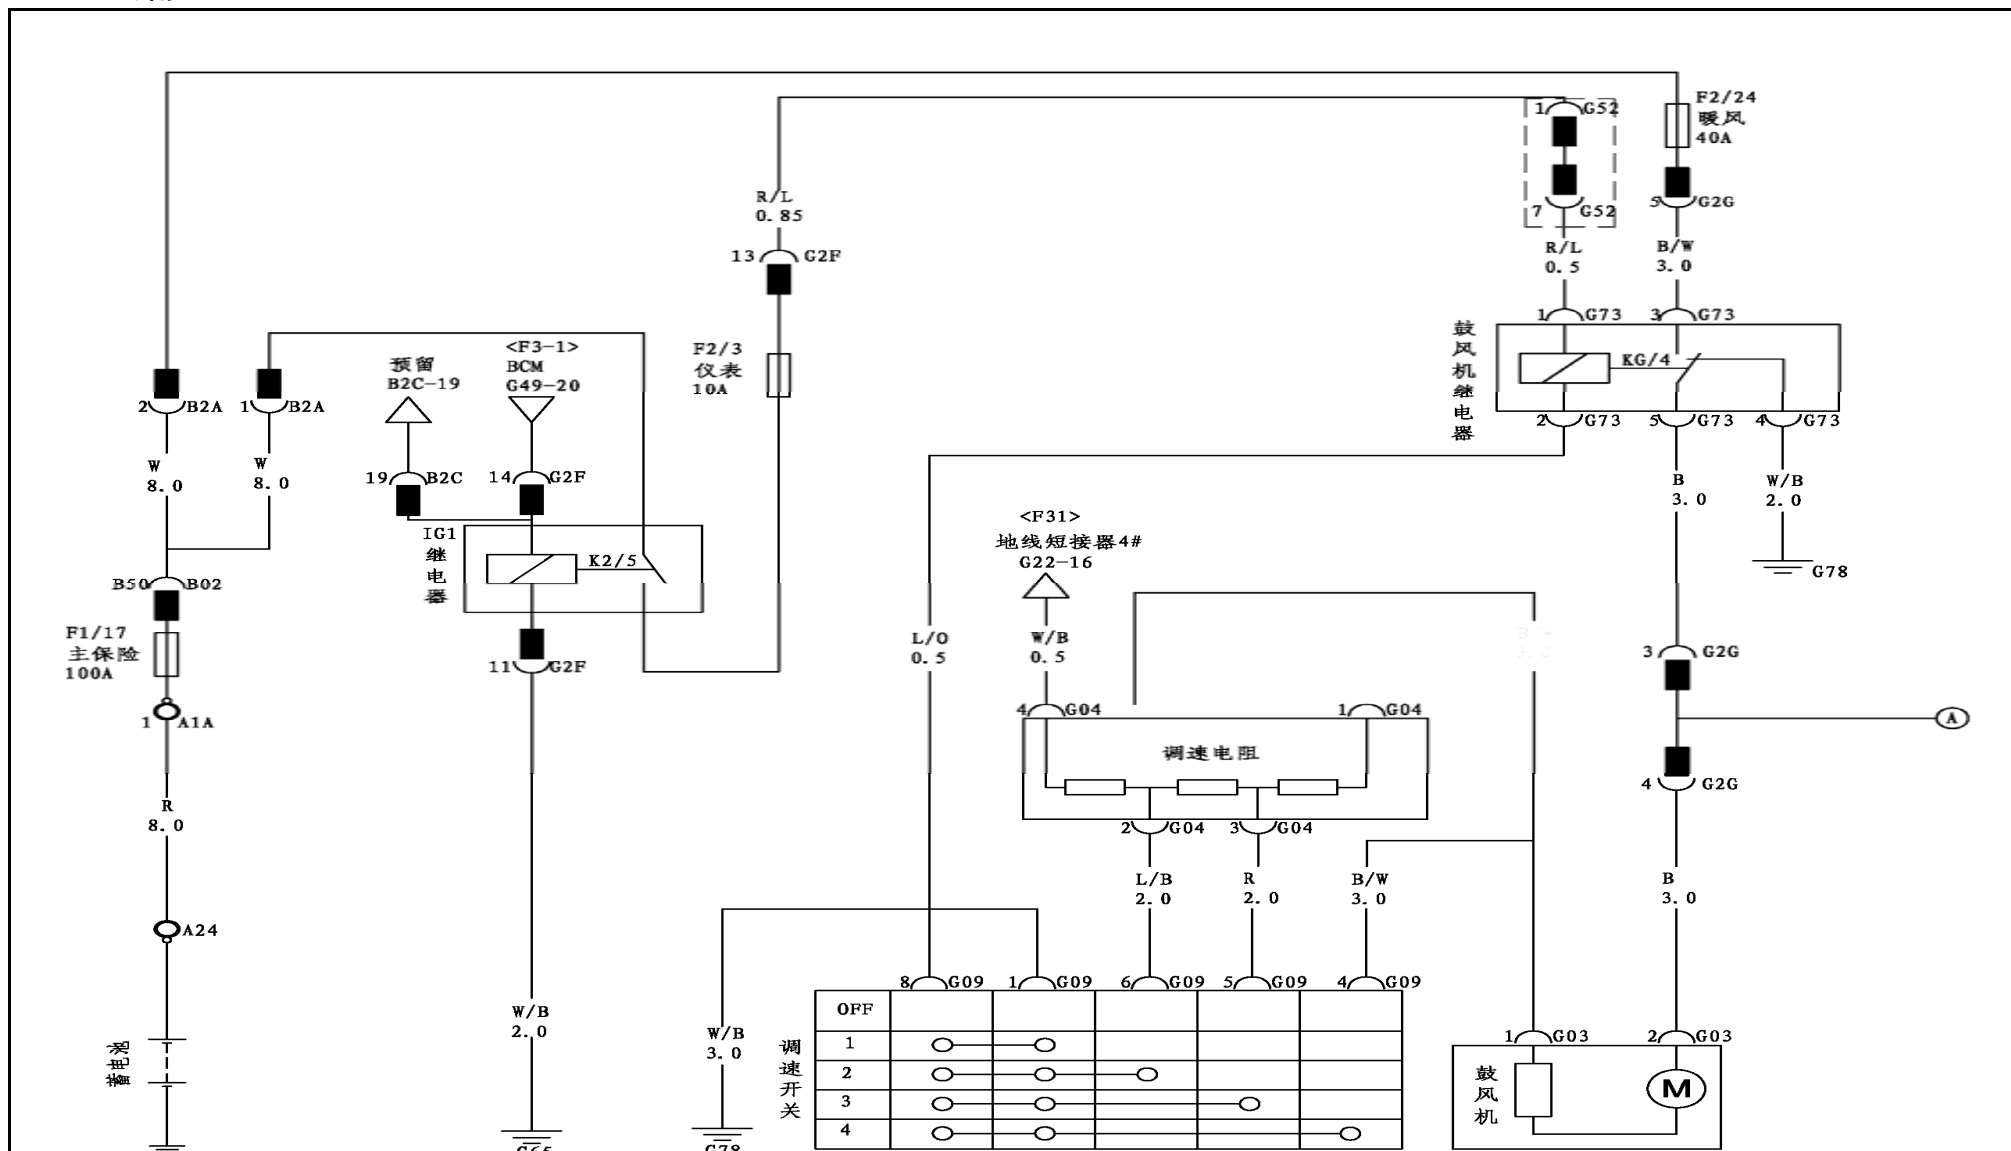 F2/24
暖风
40A
1 G52
7 G52
5 G2G
R/L
0.85
13 G2F
R/L
0.5
B/W
3.0
1 G73
3 G73
鼓风机继电器
KG/4
2 G73
5 G73
4 G73
F2/3
仪表
10A
<F3-1>
BCM
G49-20
预留
B2C-19
2 B2A
1 B2A
W
8.0
W
8.0
19 B2C
14 G2F
IG1
继电器
K2/5
11 G2F
B50 B02
F1/17
主保险
100A
1 A1A
R
8.0
A24
蓄电池
B
3.0
W/B
2.0
G78
<F31>
地线短接器4#
G22-16
L/O
0.5
W/B
0.5
3 G2G
A
4 G2G
4 G04
1 G04
调速电阻
2 G04
3 G04
L/B
2.0
R
2.0
B/W
3.0
B
3.0
8 G09
1 G09
6 G09
5 G09
4 G09
OFF
1
2
3
4
调速开关
W/B
2.0
G65
W/B
3.0
G78
1 G03
2 G03
鼓风机
M